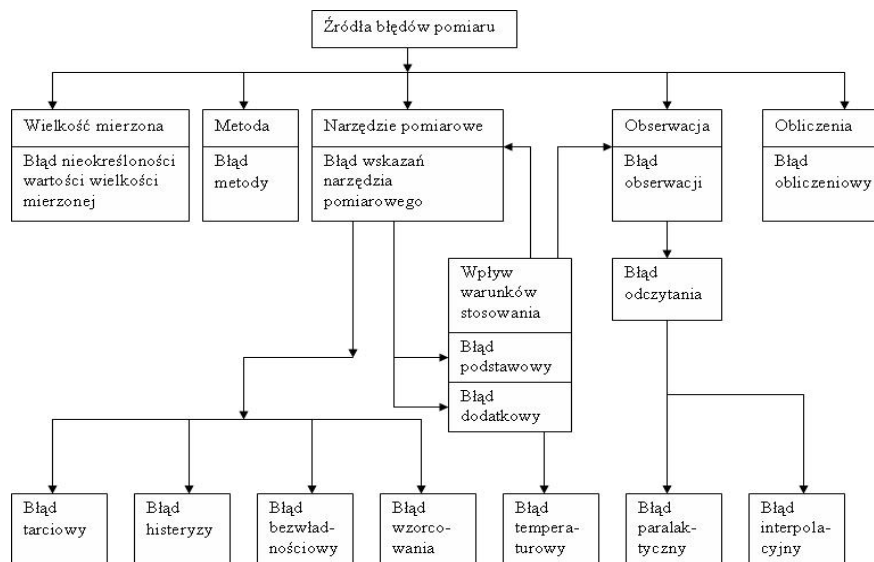 Źródła błędów pomiaru
Wielkość mierzona
Błąd nieokreśloności
wartości wielkości
mierzonej
Metoda
Błąd
metody
Narzędzie pomiarowe
Błąd wskazań
narzędzia
pomiarowego
Obserwacja
Błąd
obserwacji
Obliczenia
Błąd
obliczeniowy
Wpływ
warunków
stosowania
Błąd
podstawowy
Błąd
dodatkowy
Błąd
odczytania
Błąd
tarciowy
Błąd
histeryzy
Błąd
bezwład-
nościowy
Błąd
wzorco-
wania
Błąd
tempera-
turowy
Błąd
paralak-
tyczny
Błąd
interpola-
cyjny